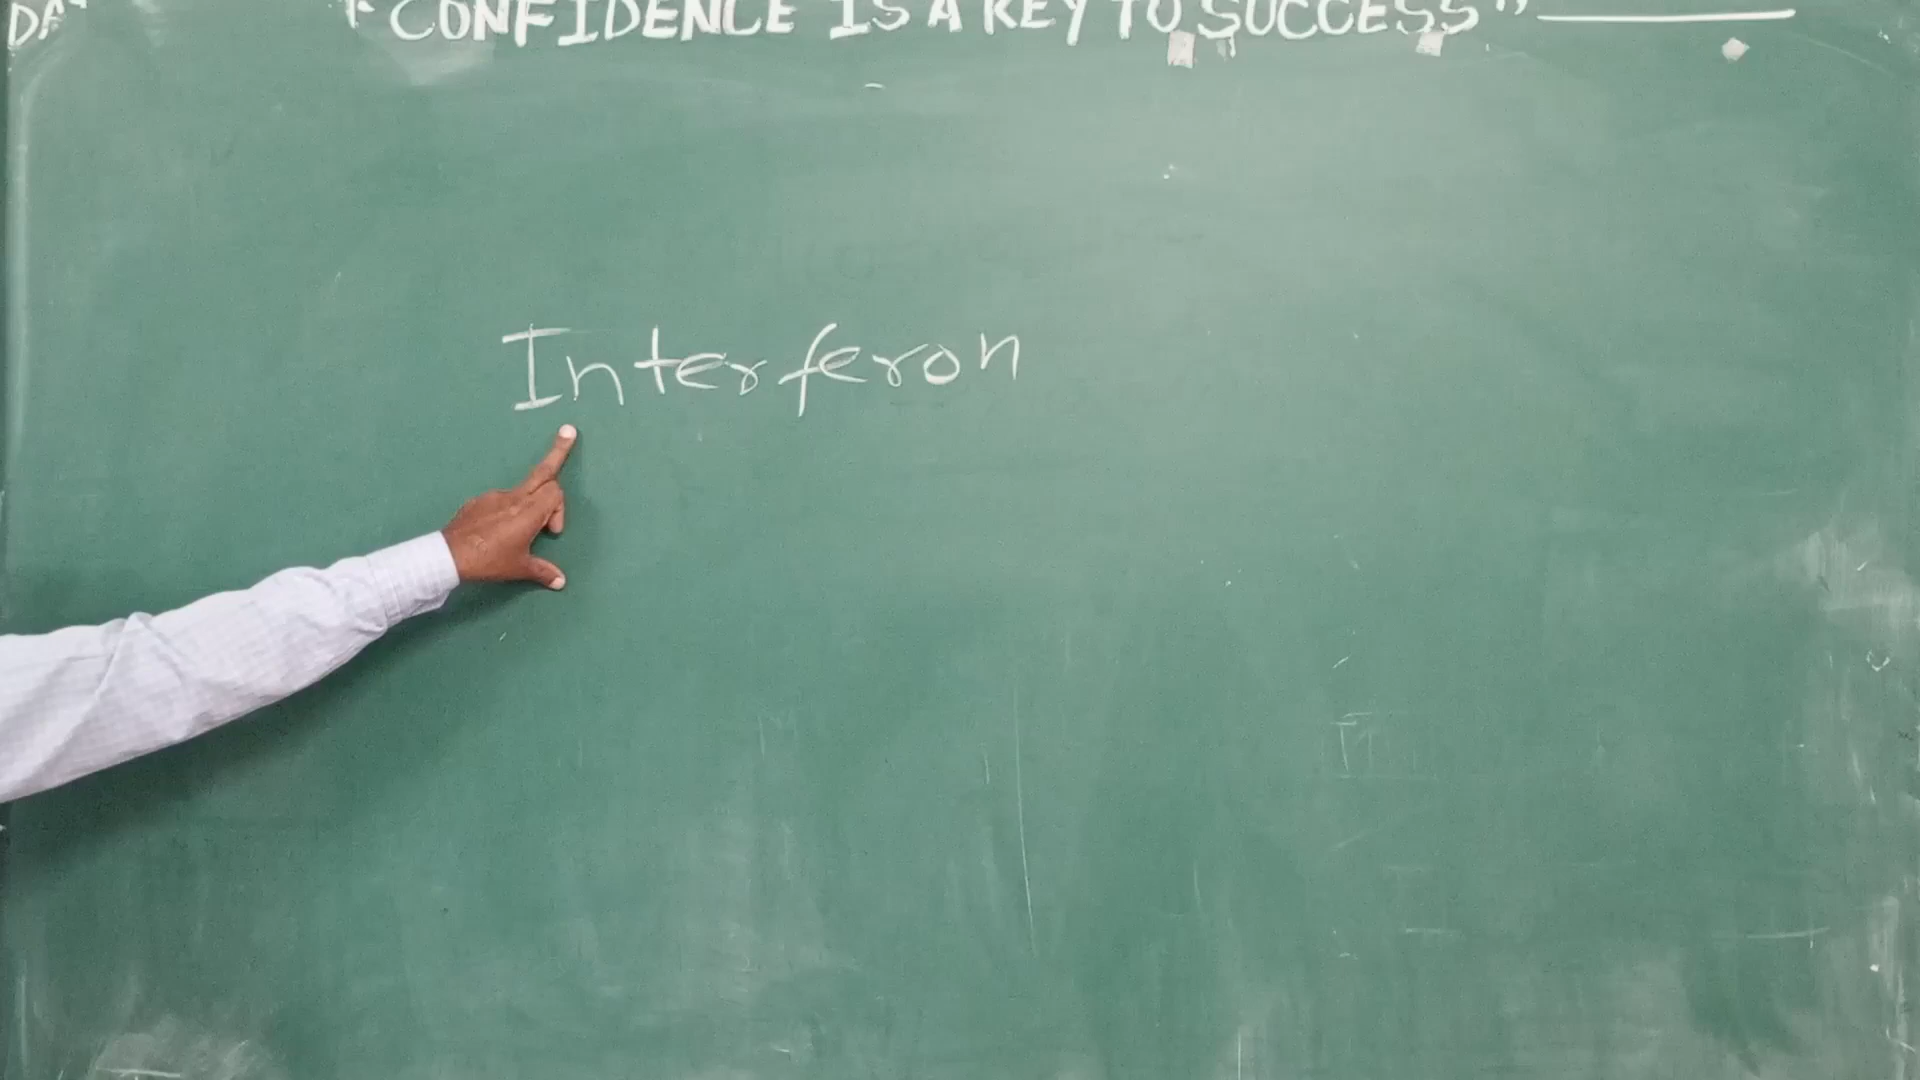 "CONFIDENCE IS A KEY TO SUCCESS"
Interferon